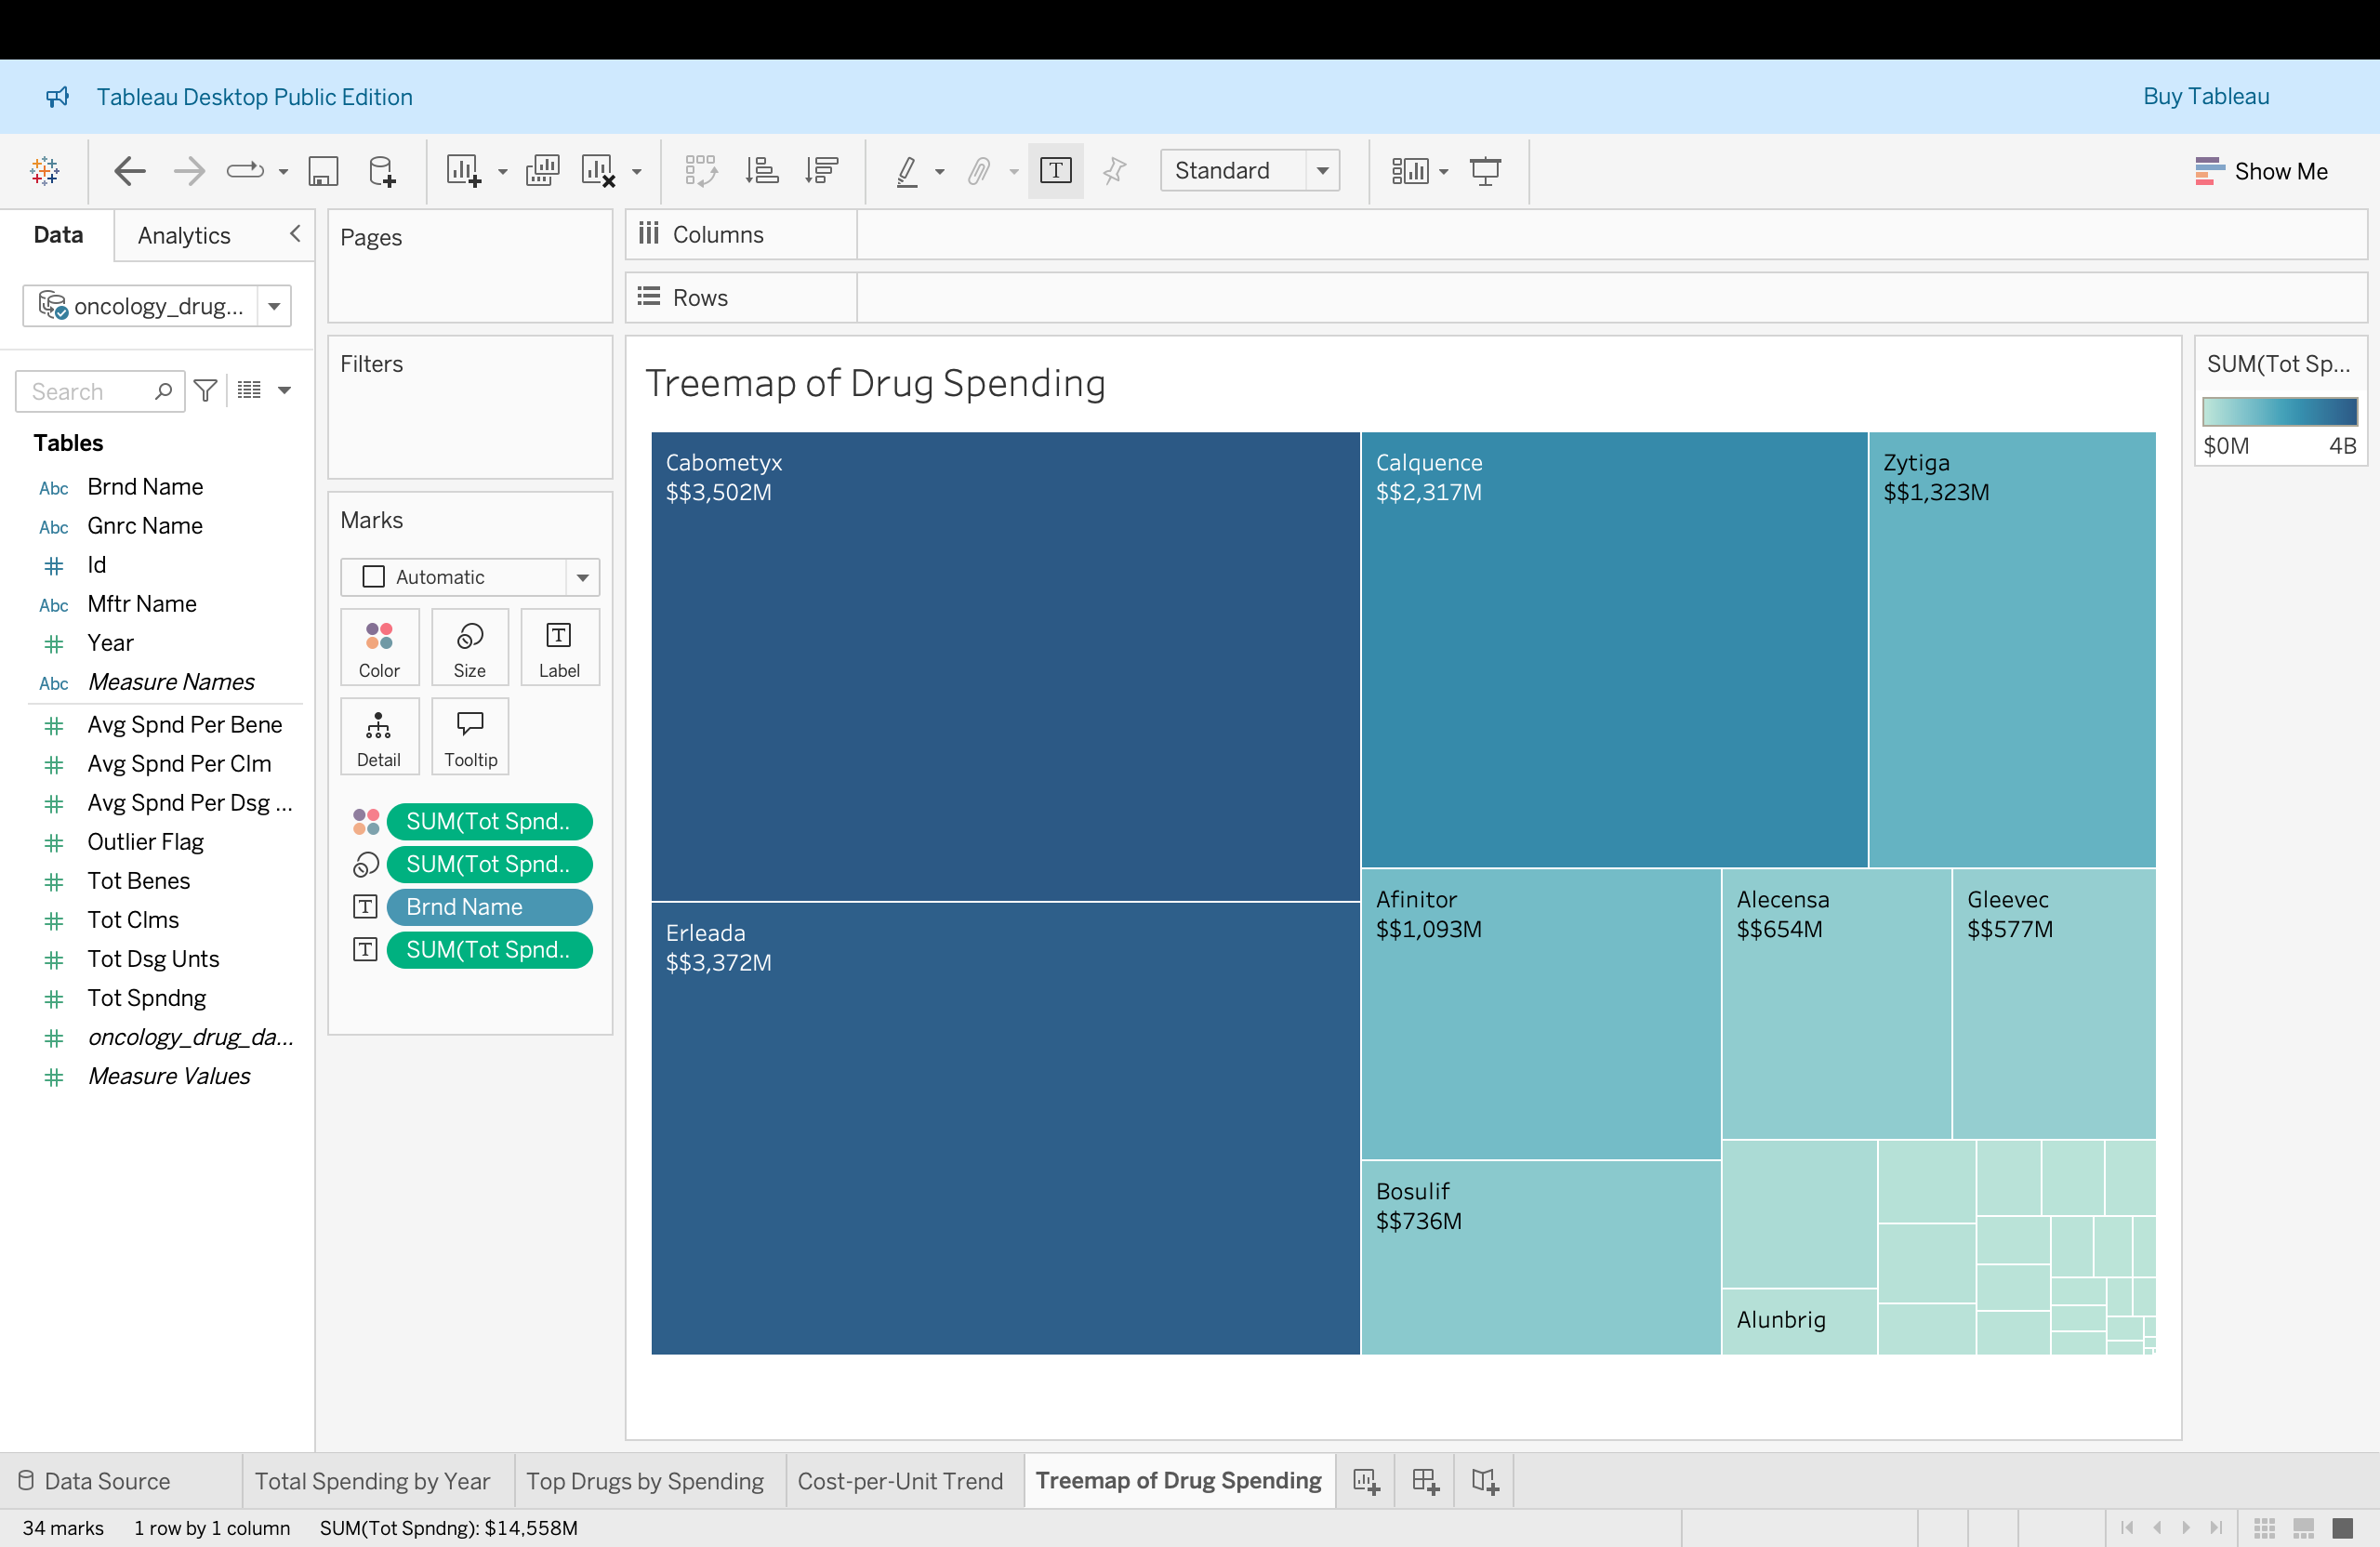 Tableau Desktop Public Edition
Buy Tableau
Standard
Show Me
Data
Analytics
oncology_drug...
Search
Tables
Abc Brnd Name
Abc Gnrc Name
# Id
Abc Mftr Name
# Year
Abc Measure Names
# Avg Spnd Per Bene
# Avg Spnd Per Clm
# Avg Spnd Per Dsg ...
# Outlier Flag
# Tot Benes
# Tot Clms
# Tot Dsg Unts
# Tot Spndng
# oncology_drug_da...
# Measure Values
Pages
Filters
Marks
Automatic
Color
Size
T
Label
Detail
Tooltip
SUM(Tot Spnd..
SUM(Tot Spnd..
T Brnd Name
T SUM(Tot Spnd..
Columns
Rows
Treemap of Drug Spending
Cabometyx
$$3,502M
Erleada
$$3,372M
Calquence
$$2,317M
Zytiga
$$1,323M
Afinitor
$$1,093M
Alecensa
$$654M
Gleevec
$$577M
Bosulif
$$736M
Alunbrig
SUM(Tot Sp...
$0M 4B
Data Source
Total Spending by Year
Top Drugs by Spending
Cost-per-Unit Trend
Treemap of Drug Spending
34 marks
1 row by 1 column
SUM(Tot Spndng): $14,558M